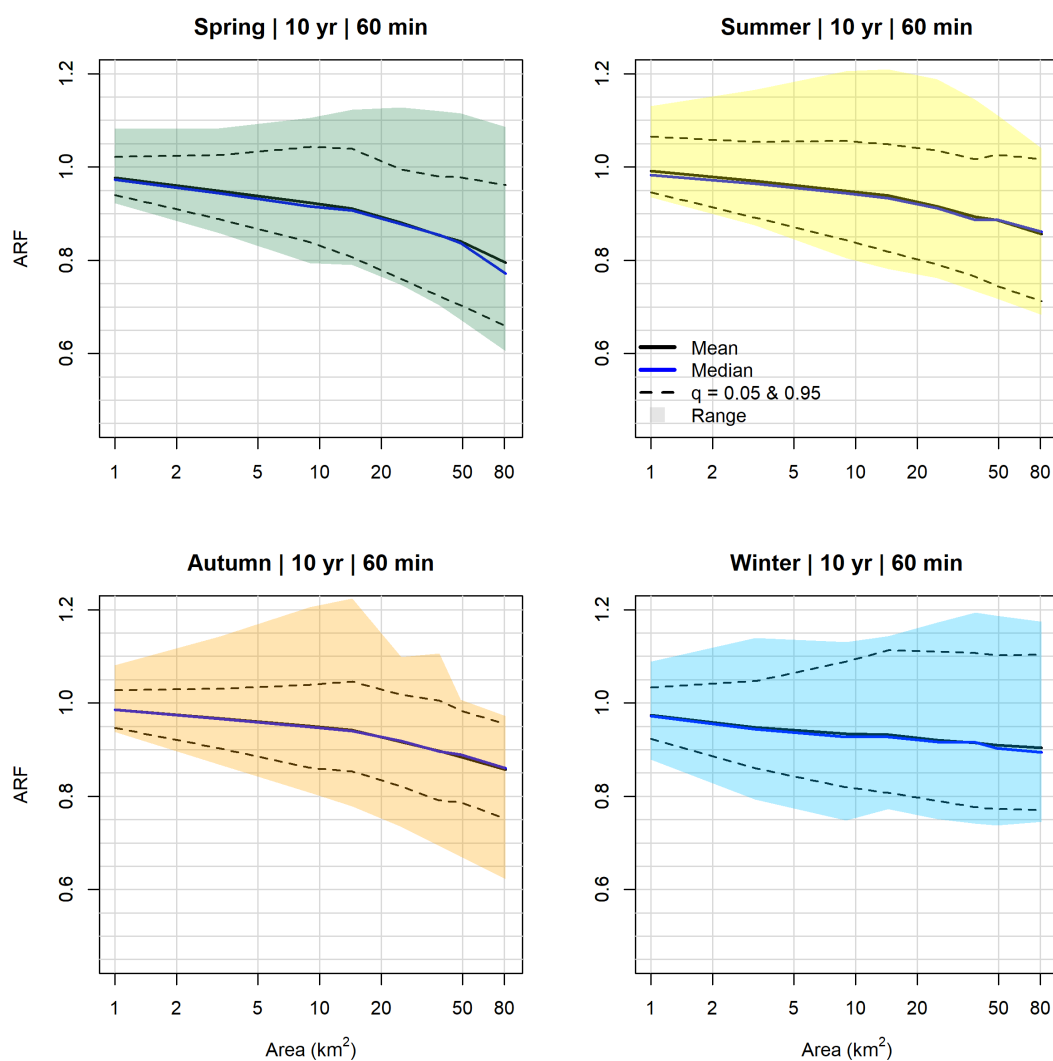 Spring | 10 yr | 60 min
ARF
1.2
1.0
0.8
0.6
1 2 5 10 20 50 80
Summer | 10 yr | 60 min
1.2
1.0
0.8
0.6
Mean
Median
q = 0.05 & 0.95
Range
1 2 5 10 20 50 80
Autumn | 10 yr | 60 min
ARF
1.2
1.0
0.8
0.6
1 2 5 10 20 50 80
Area (km²)
Winter | 10 yr | 60 min
1.2
1.0
0.8
0.6
1 2 5 10 20 50 80
Area (km²)